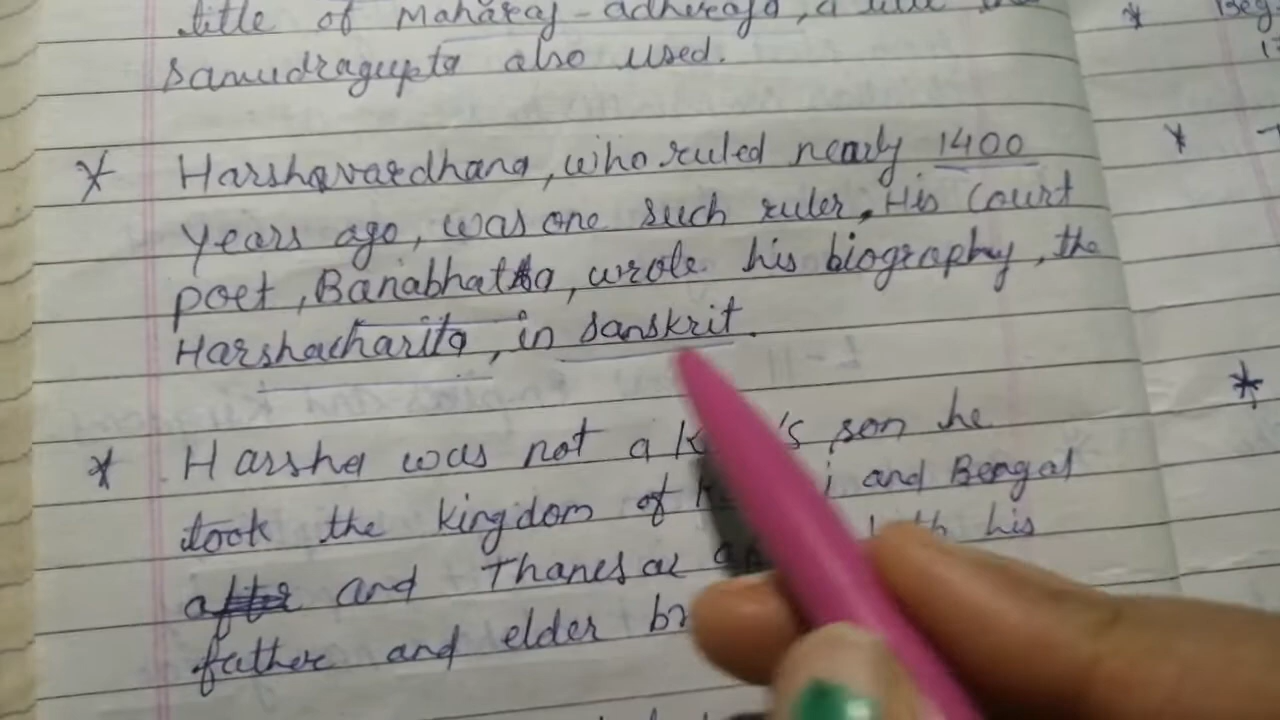 title of Maharaj-adhiraja, a title
Samudragupta also used.
* Harshavardhana, who ruled nearly 1400
years ago, was one such ruler, His Court
poet, Banabhatta, wrote his biography, the
Harshacharita, in Sanskrit.
* Harsha was not a 's son he
took the kingdom of and Bengal
and Thanesar his
father and elder
* Beg
*
*